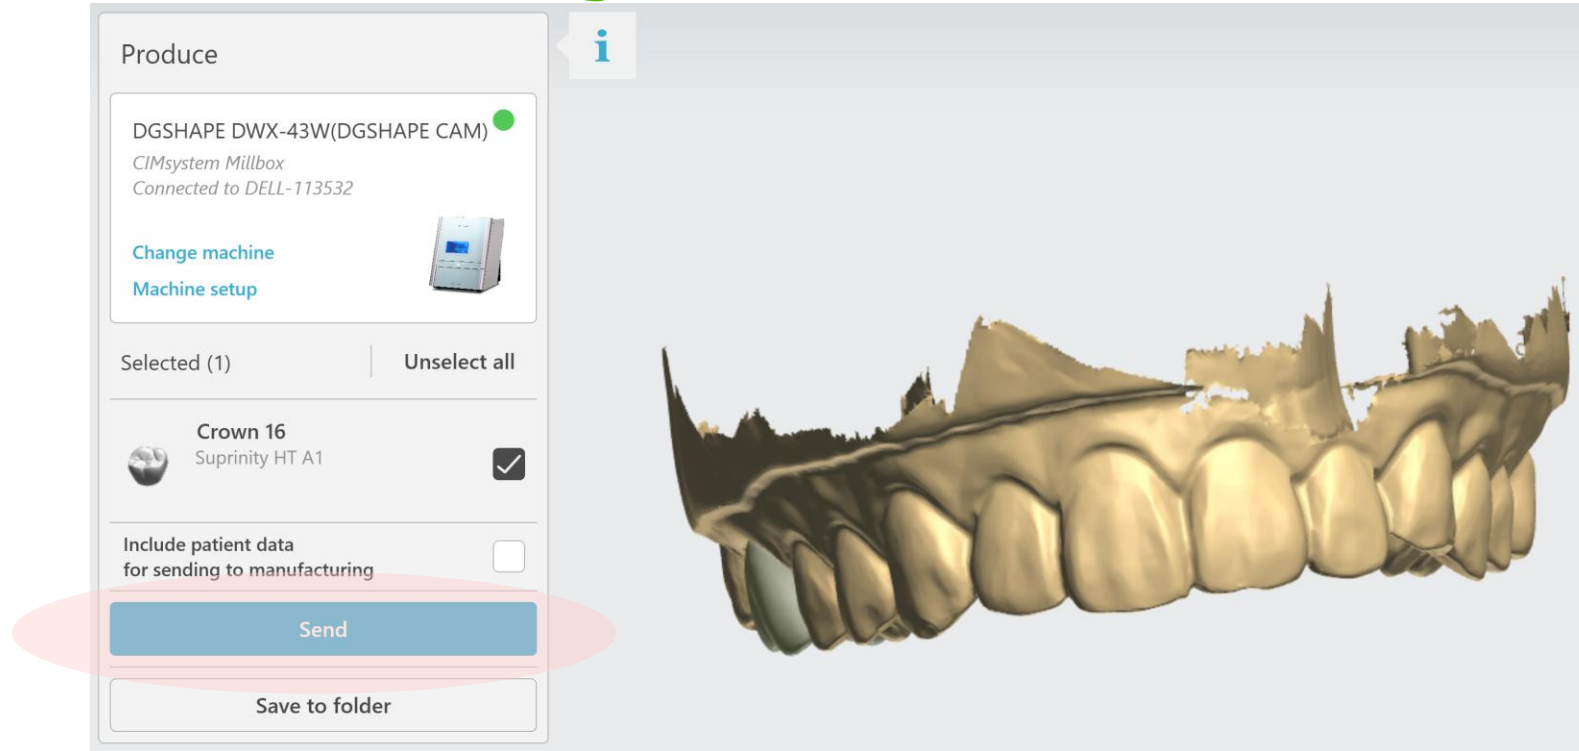 Produce
i
DGSHAPE DWX-43W(DGSHAPE CAM)
CIMsystem Millbox
Connected to DELL-113532
Change machine
Machine setup
Selected (1)
Unselect all
Crown 16
Suprinity HT A1
Include patient data
for sending to manufacturing
Send
Save to folder